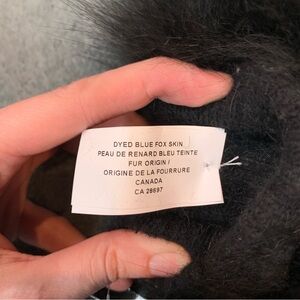 DYED BLUE FOX SKIN
PEAU DE RENARD BLEU TEINTE
FUR ORIGIN /
ORIGINE DE LA FOURRURE
CANADA
CA 28697